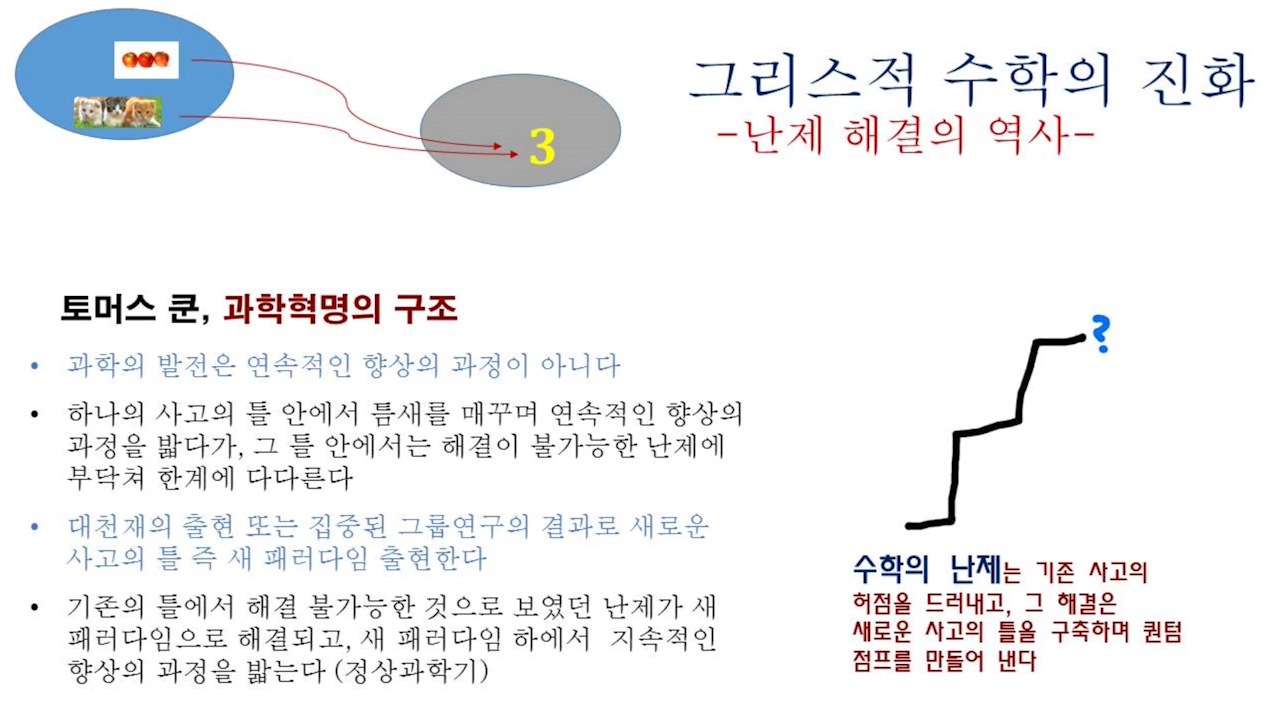 그리스적 수학의 진화
-난제 해결의 역사-
3
토머스 쿤, 과학혁명의 구조
• 과학의 발전은 연속적인 향상의 과정이 아니다
• 하나의 사고의 틀 안에서 틈새를 매꾸며 연속적인 향상의
과정을 밟다가, 그 틀 안에서는 해결이 불가능한 난제에
부닥쳐 한계에 다다른다
• 대천재의 출현 또는 집중된 그룹연구의 결과로 새로운
사고의 틀 즉 새 패러다임 출현한다
• 기존의 틀에서 해결 불가능한 것으로 보였던 난제가 새
패러다임으로 해결되고, 새 패러다임 하에서 지속적인
향상의 과정을 밟는다 (정상과학기)
?
수학의 난제는 기존 사고의
허점을 드러내고, 그 해결은
새로운 사고의 틀을 구축하며 퀀텀
점프를 만들어 낸다